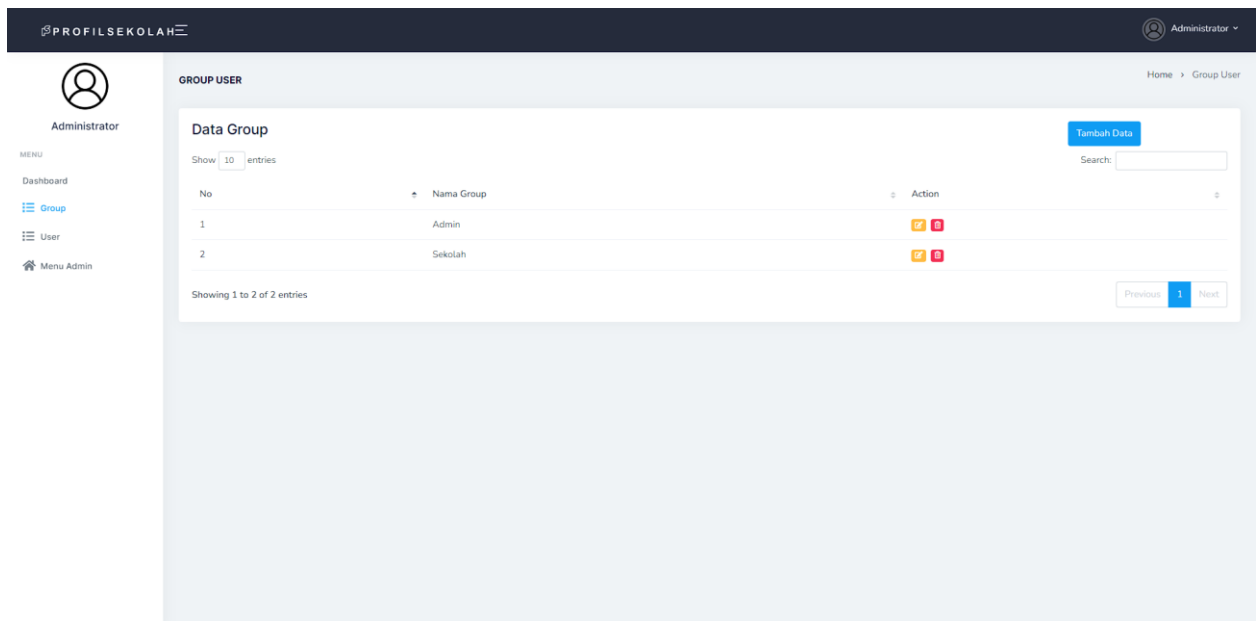 PROFILSEKOLAH
Administrator
Administrator
MENU
Dashboard
Group
User
Menu Admin
GROUP USER
Home > Group User
Data Group
Tambah Data
Show 10 entries
Search:
No Nama Group Action
1 Admin
2 Sekolah
Showing 1 to 2 of 2 entries
Previous 1 Next